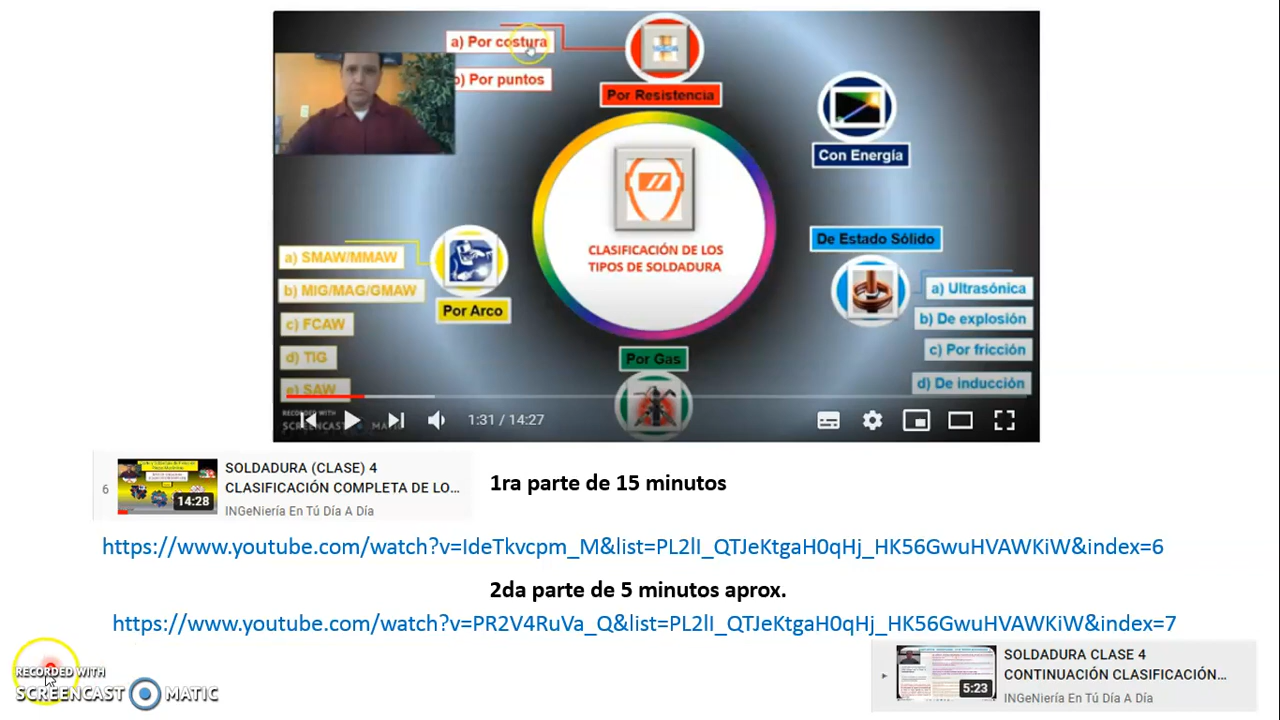 a) Por costura
b) Por puntos
Por Resistencia
Con Energía
CLASIFICACIÓN DE LOS
TIPOS DE SOLDADURA
De Estado Sólido
a) Ultrasónica
b) De explosión
c) Por fricción
d) De inducción
a) SMAW/MMAW
b) MIG/MAG/GMAW
c) FCAW
d) TIG
e) SAW
Por Arco
Por Gas
RECORDED WITH
SCREENCAST MATIC
1:31 / 14:27
6
14:28
SOLDADURA (CLASE) 4
CLASIFICACIÓN COMPLETA DE LO...
INGeNiería En Tú Día A Día
1ra parte de 15 minutos
https://www.youtube.com/watch?v=IdeTkvcpm_M&list=PL2lI_QTJeKtgaH0qHj_HK56GwuHVAWKiW&index=6
2da parte de 5 minutos aprox.
https://www.youtube.com/watch?v=PR2V4RuVa_Q&list=PL2lI_QTJeKtgaH0qHj_HK56GwuHVAWKiW&index=7
5:23
SOLDADURA CLASE 4
CONTINUACIÓN CLASIFICACIÓN...
INGeNiería En Tú Día A Día
RECORDED WITH
SCREENCAST MATIC